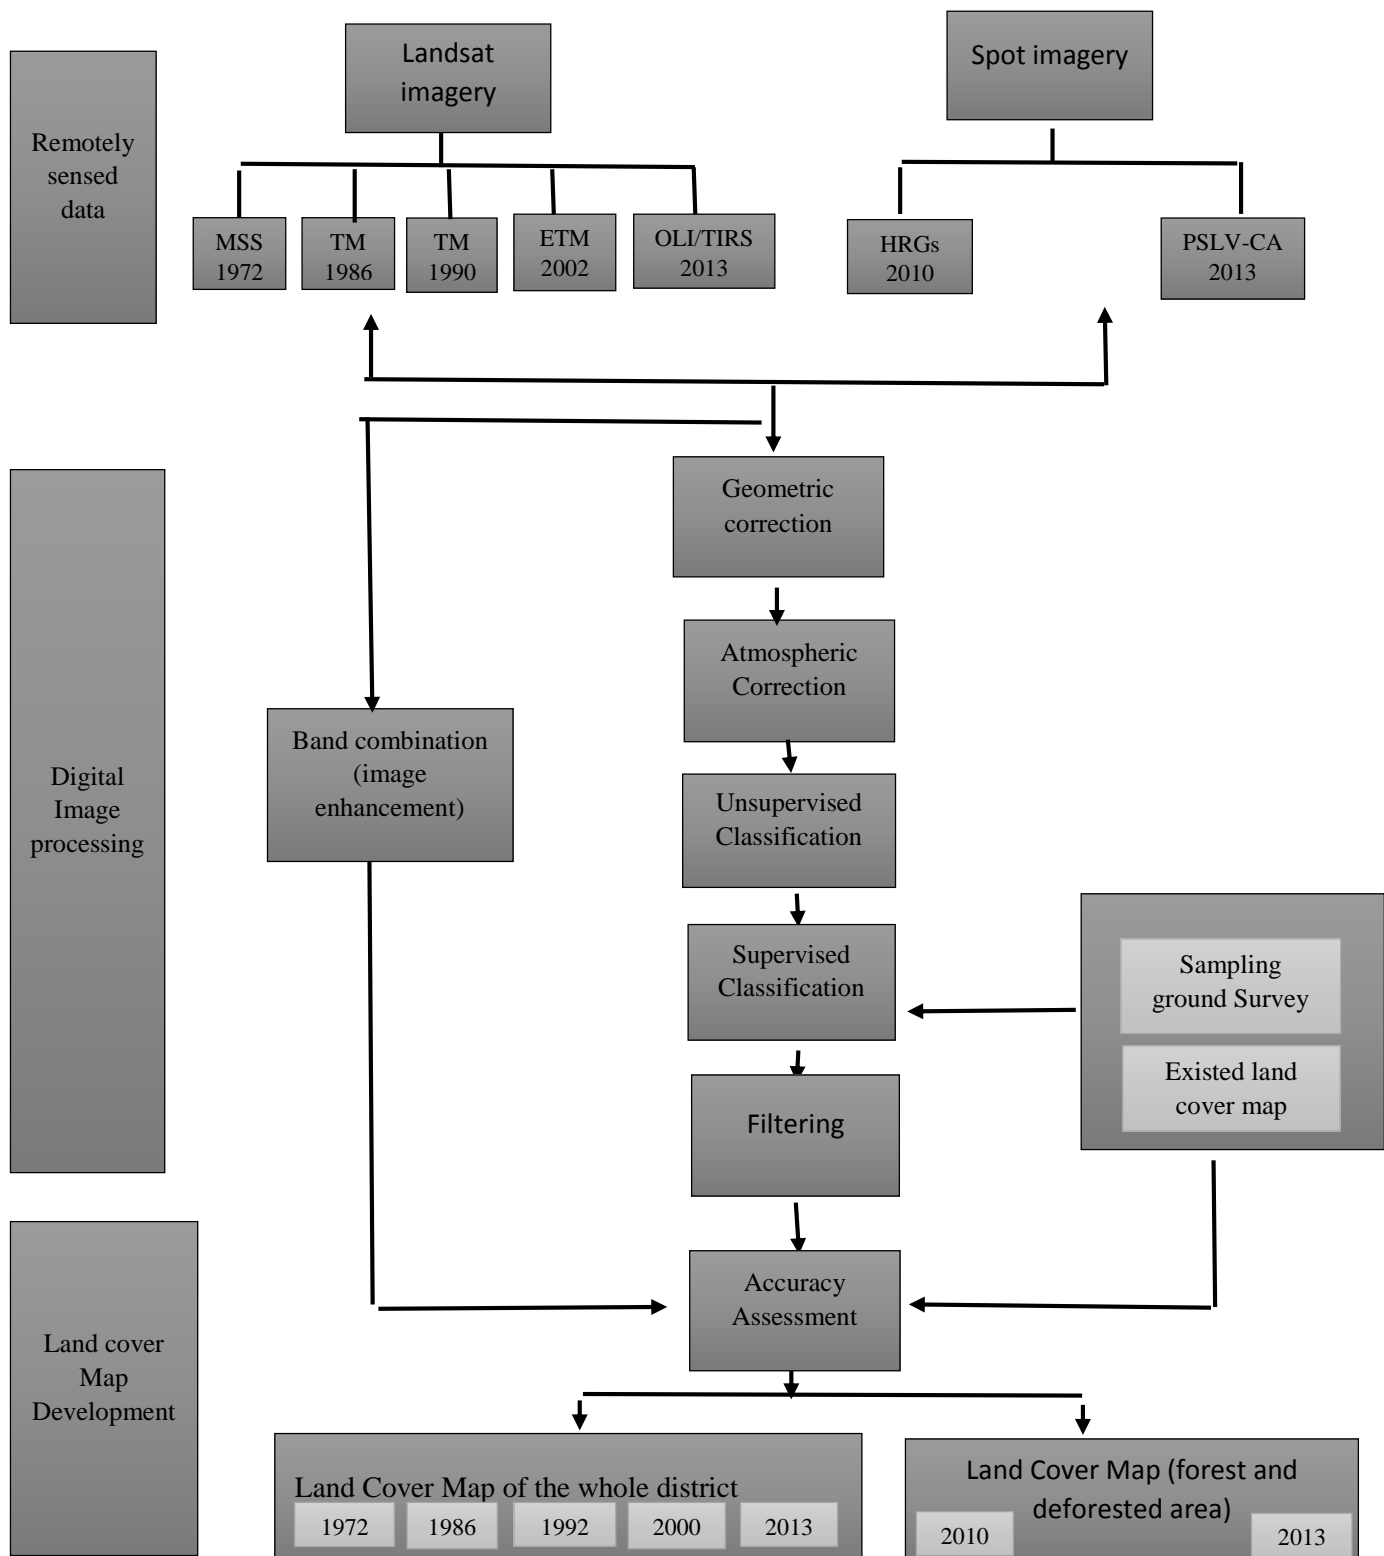 Landsat
imagery
Spot imagery
Remotely
sensed
data
MSS
1972
TM
1986
TM
1990
ETM
2002
OLI/TIRS
2013
HRGs
2010
PSLV-CA
2013
Geometric
correction
Atmospheric
Correction
Band combination
(image
enhancement)
Digital
Image
processing
Unsupervised
Classification
Supervised
Classification
Sampling
ground Survey
Existed land
cover map
Filtering
Accuracy
Assessment
Land cover
Map
Development
Land Cover Map of the whole district
1972
1986
1992
2000
2013
Land Cover Map (forest and
deforested area)
2010
2013